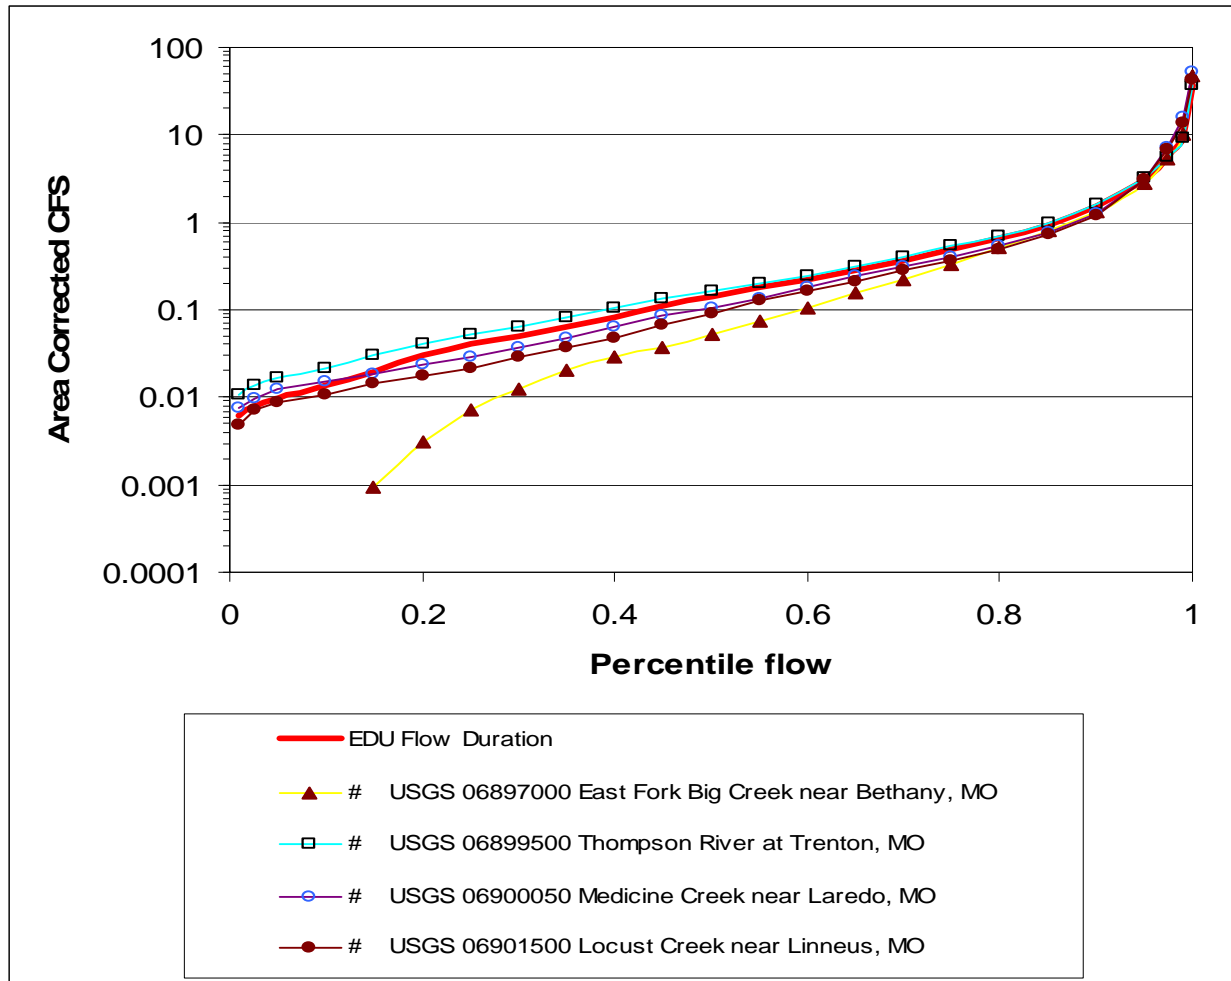 100
10
1
0.1
0.01
0.001
0.0001
Area Corrected CFS
0 0.2 0.4 0.6 0.8 1
Percentile flow
EDU Flow Duration
# USGS 06897000 East Fork Big Creek near Bethany, MO
# USGS 06899500 Thompson River at Trenton, MO
# USGS 06900050 Medicine Creek near Laredo, MO
# USGS 06901500 Locust Creek near Linneus, MO